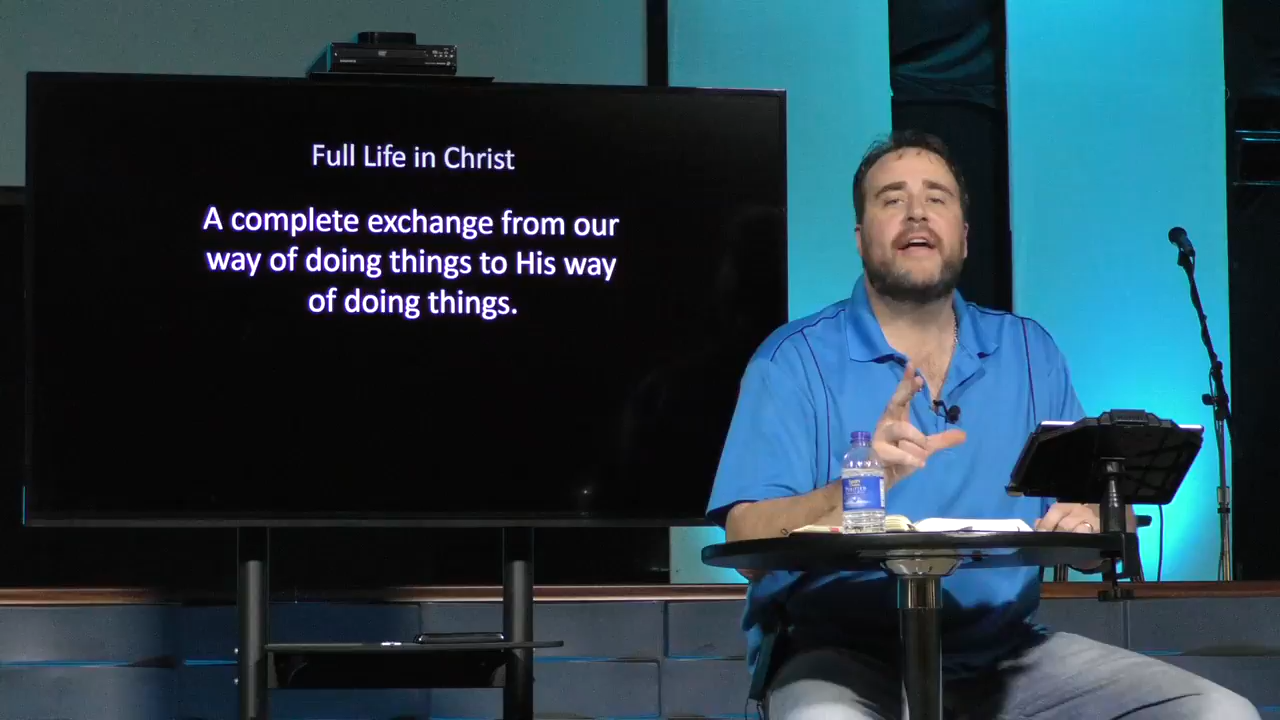 Full Life in Christ
A complete exchange from our
way of doing things to His way
of doing things.